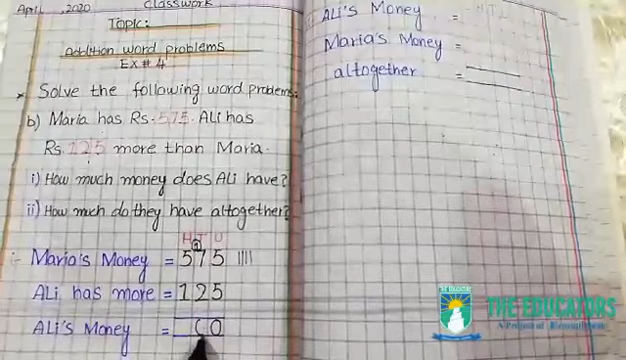 April ,2020 Classwork
Topic:
Addition word problems
Ex # 4
* Solve the following word problems:
b) Maria has Rs. 575. Ali has
Rs. 125 more than Maria.
i) How much money does Ali have?
ii) How much do they have altogether?
H T U
Maria's Money = 575
Ali has more = 125
Ali's Money = 0
Ali's Money = H T U
Maria's Money =
altogether =
THE EDUCATORS
A Project of Beaconhouse